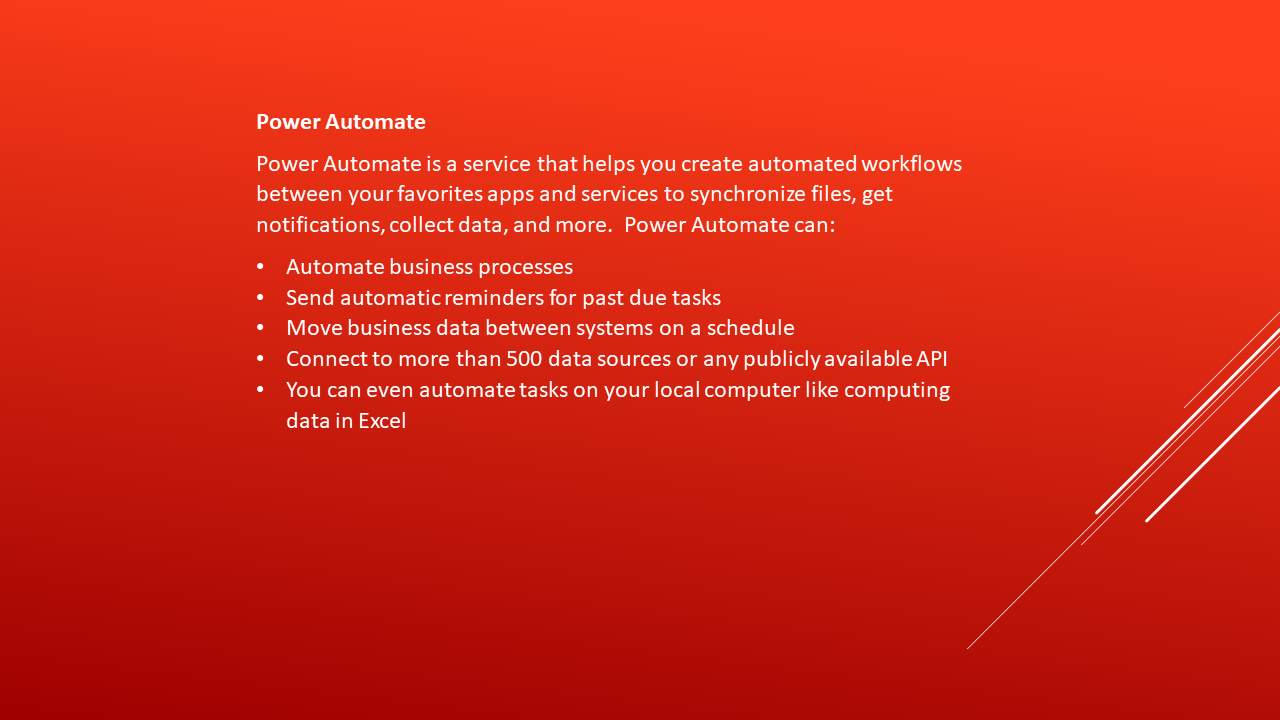 Power Automate
Power Automate is a service that helps you create automated workflows
between your favorites apps and services to synchronize files, get
notifications, collect data, and more.  Power Automate can:
• Automate business processes
• Send automatic reminders for past due tasks
• Move business data between systems on a schedule
• Connect to more than 500 data sources or any publicly available API
• You can even automate tasks on your local computer like computing
data in Excel